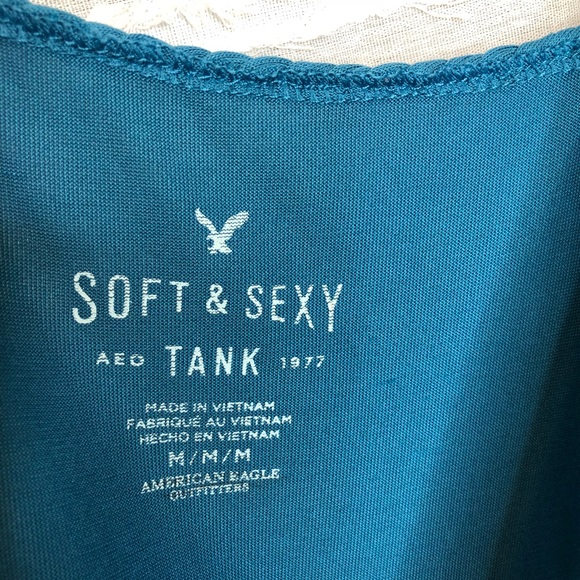 SOFT & SEXY
AEO TANK 1977
MADE IN VIETNAM
FABRIQUÉ AU VIETNAM
HECHO EN VIETNAM
M/M/M
AMERICAN EAGLE
OUTFITTERS